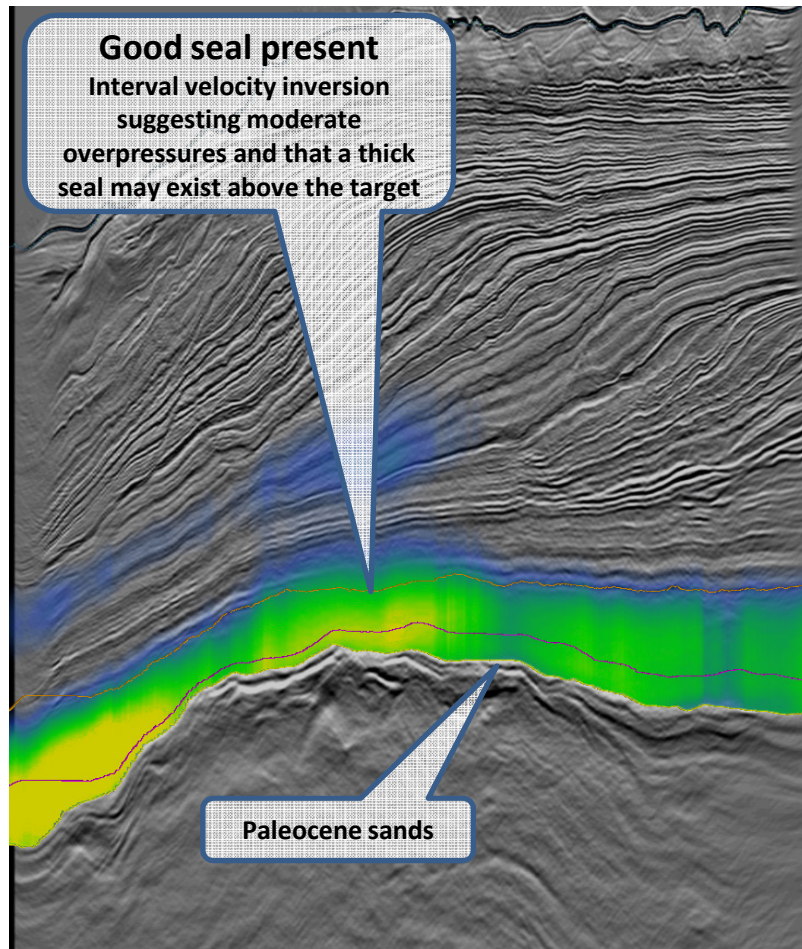 Good seal present
Interval velocity inversion
suggesting moderate
overpressures and that a thick
seal may exist above the target
Paleocene sands